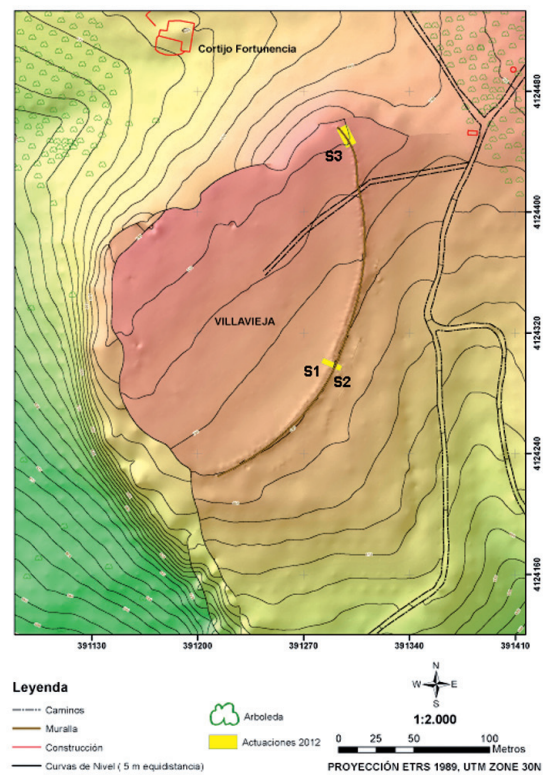 Cortijo Fortunencia
S3
VILLAVIEJA
S1
S2
4124480
4124400
4124320
4124240
4124160
391130
391200
391270
391340
391410
Leyenda
Caminos
Muralla
Construcción
Curvas de Nivel ( 5 m equidistancia)
Arboleda
Actuaciones 2012
N
W
E
S
1:2.000
0
25
50
100
Metros
PROYECCIÓN ETRS 1989, UTM ZONE 30N